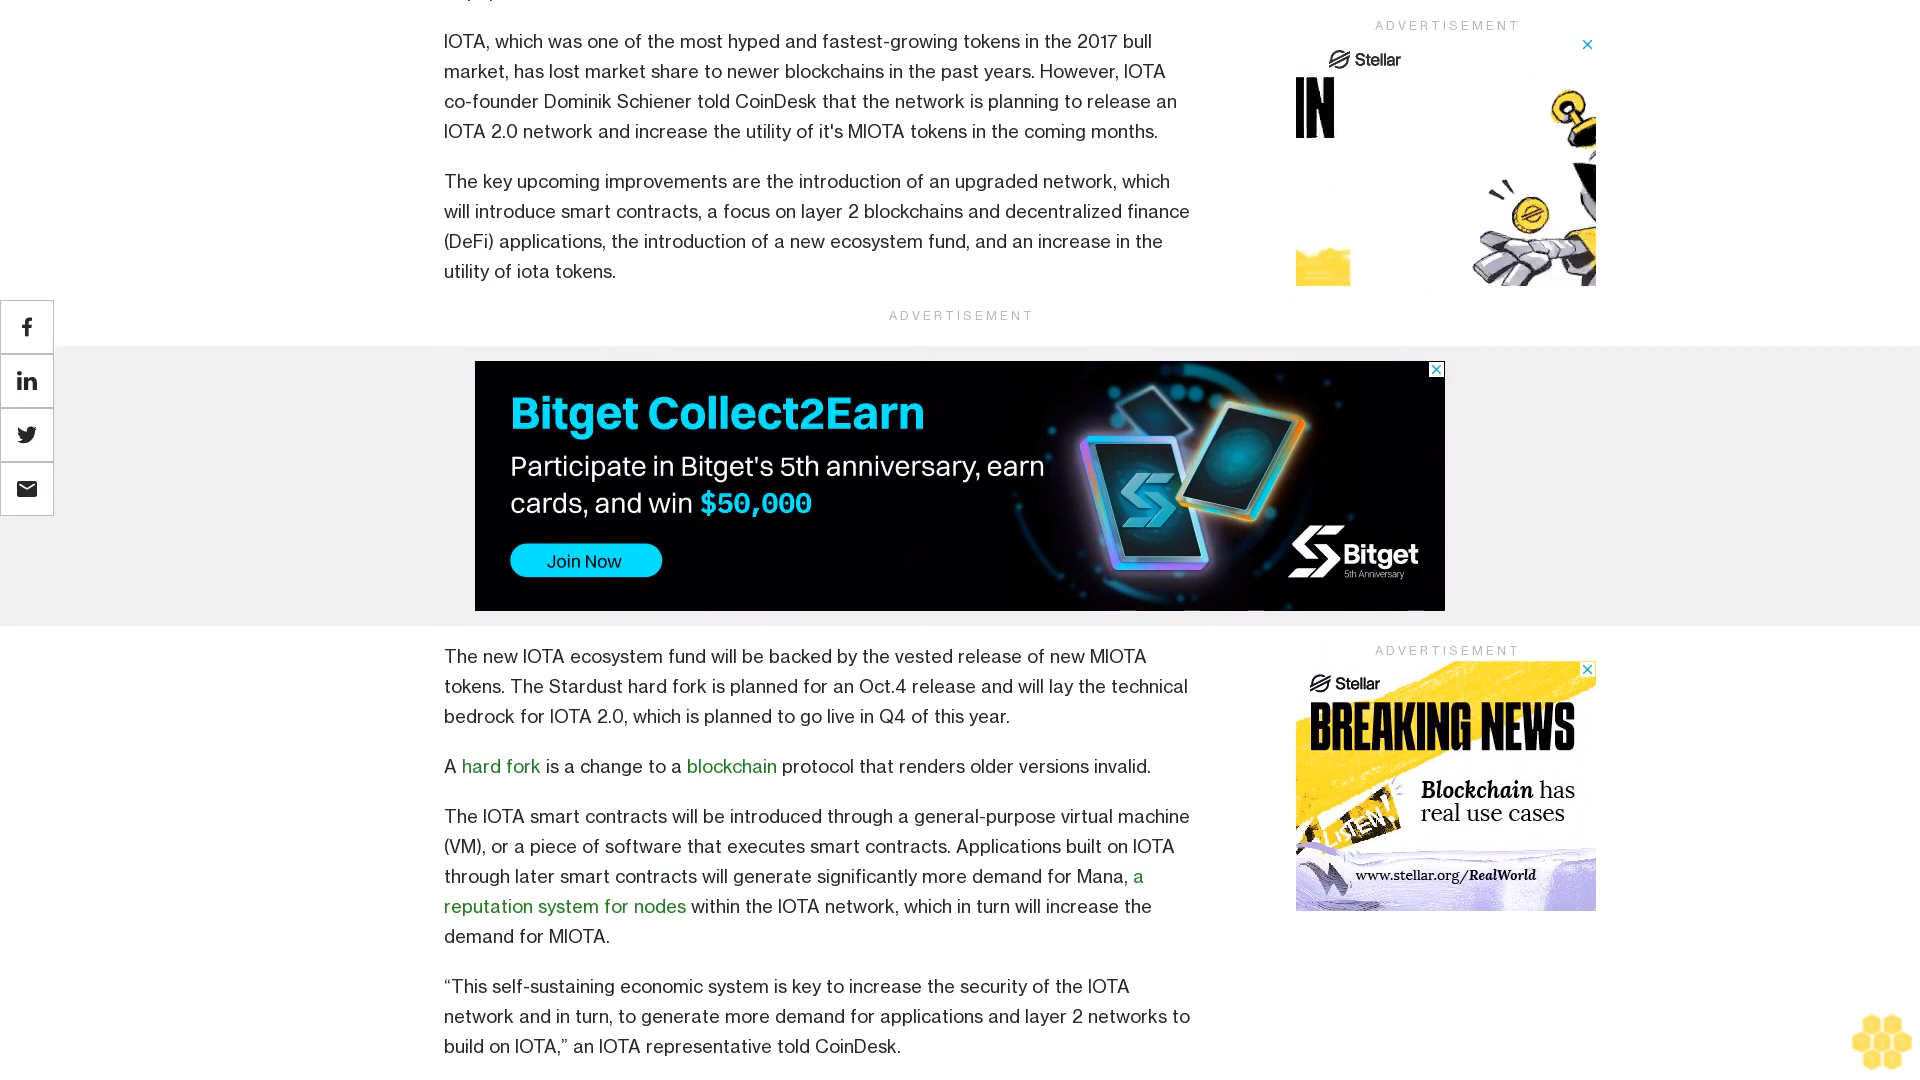 IOTA, which was one of the most hyped and fastest-growing tokens in the 2017 bull
market, has lost market share to newer blockchains in the past years. However, IOTA
co-founder Dominik Schiener told CoinDesk that the network is planning to release an
IOTA 2.0 network and increase the utility of it's MIOTA tokens in the coming months.
The key upcoming improvements are the introduction of an upgraded network, which
will introduce smart contracts, a focus on layer 2 blockchains and decentralized finance
(DeFi) applications, the introduction of a new ecosystem fund, and an increase in the
utility of iota tokens.
ADVERTISEMENT
Stellar
IN
ADVERTISEMENT
Bitget Collect2Earn
Participate in Bitget's 5th anniversary, earn
cards, and win $50,000
Join Now
Bitget
5th Anniversary
The new IOTA ecosystem fund will be backed by the vested release of new MIOTA
tokens. The Stardust hard fork is planned for an Oct.4 release and will lay the technical
bedrock for IOTA 2.0, which is planned to go live in Q4 of this year.
A hard fork is a change to a blockchain protocol that renders older versions invalid.
The IOTA smart contracts will be introduced through a general-purpose virtual machine
(VM), or a piece of software that executes smart contracts. Applications built on IOTA
through later smart contracts will generate significantly more demand for Mana, a
reputation system for nodes within the IOTA network, which in turn will increase the
demand for MIOTA.
“This self-sustaining economic system is key to increase the security of the IOTA
network and in turn, to generate more demand for applications and layer 2 networks to
build on IOTA,” an IOTA representative told CoinDesk.
ADVERTISEMENT
Stellar
BREAKING NEWS
Blockchain has
real use cases
LISTEN!
www.stellar.org/RealWorld